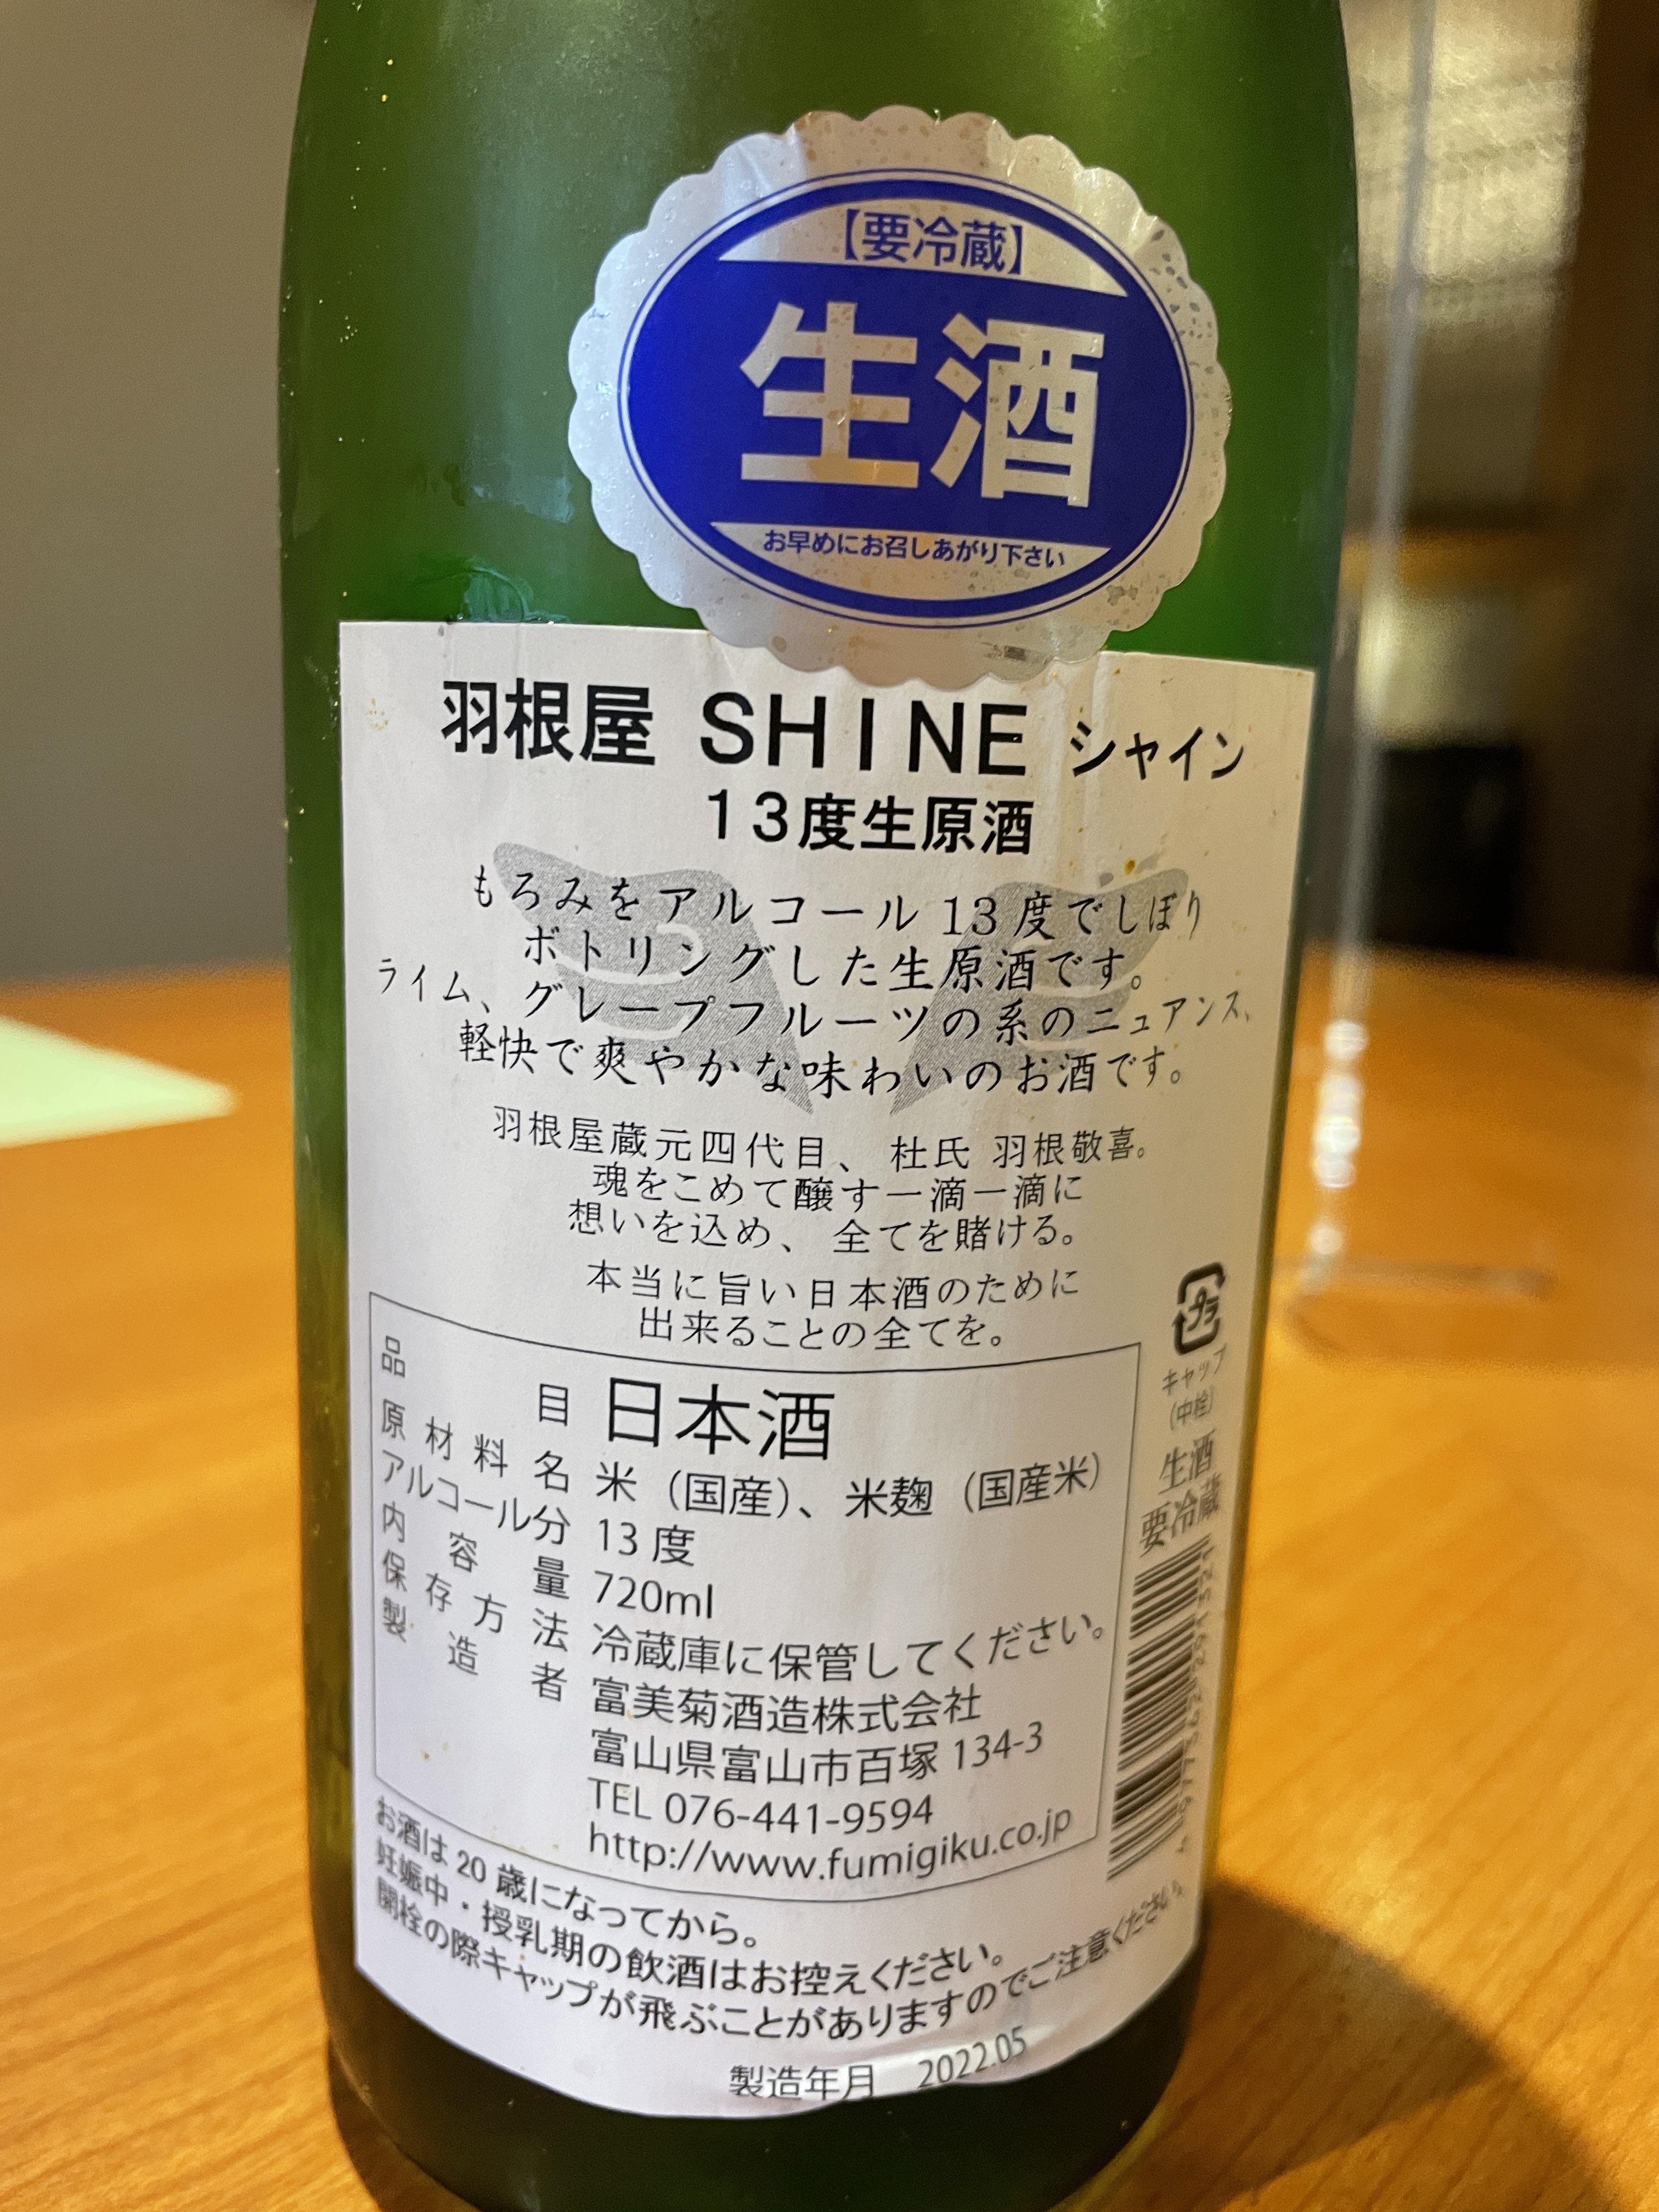 【要冷蔵】
生酒
お早めにお召しあがり下さい
羽根屋 SHINE シャイン
13度生原酒
もろみをアルコール13度でしぼり
ボトリングした生原酒です。
ライム、グレープフルーツの系のニュアンス、
軽快で爽やかな味わいのお酒です。
羽根屋蔵元四代目、杜氏 羽根敬喜。
魂をこめて醸す一滴一滴に
想いを込め、全てを賭ける。
本当に旨い日本酒のために
出来ることの全てを。
品目 日本酒
原材料名 米（国産）、米麹（国産米）
アルコール分 13度
内容量 720ml
保存方法 冷蔵庫に保管してください。
製造者 富美菊酒造株式会社
富山県富山市百塚 134-3
TEL 076-441-9594
http://www.fumigiku.co.jp
プラ
キャップ
(中栓)
生酒
要冷蔵
お酒は20歳になってから。
妊娠中・授乳期の飲酒はお控えください。
開栓の際キャップが飛ぶことがありますのでご注意ください。
製造年月 2022.05